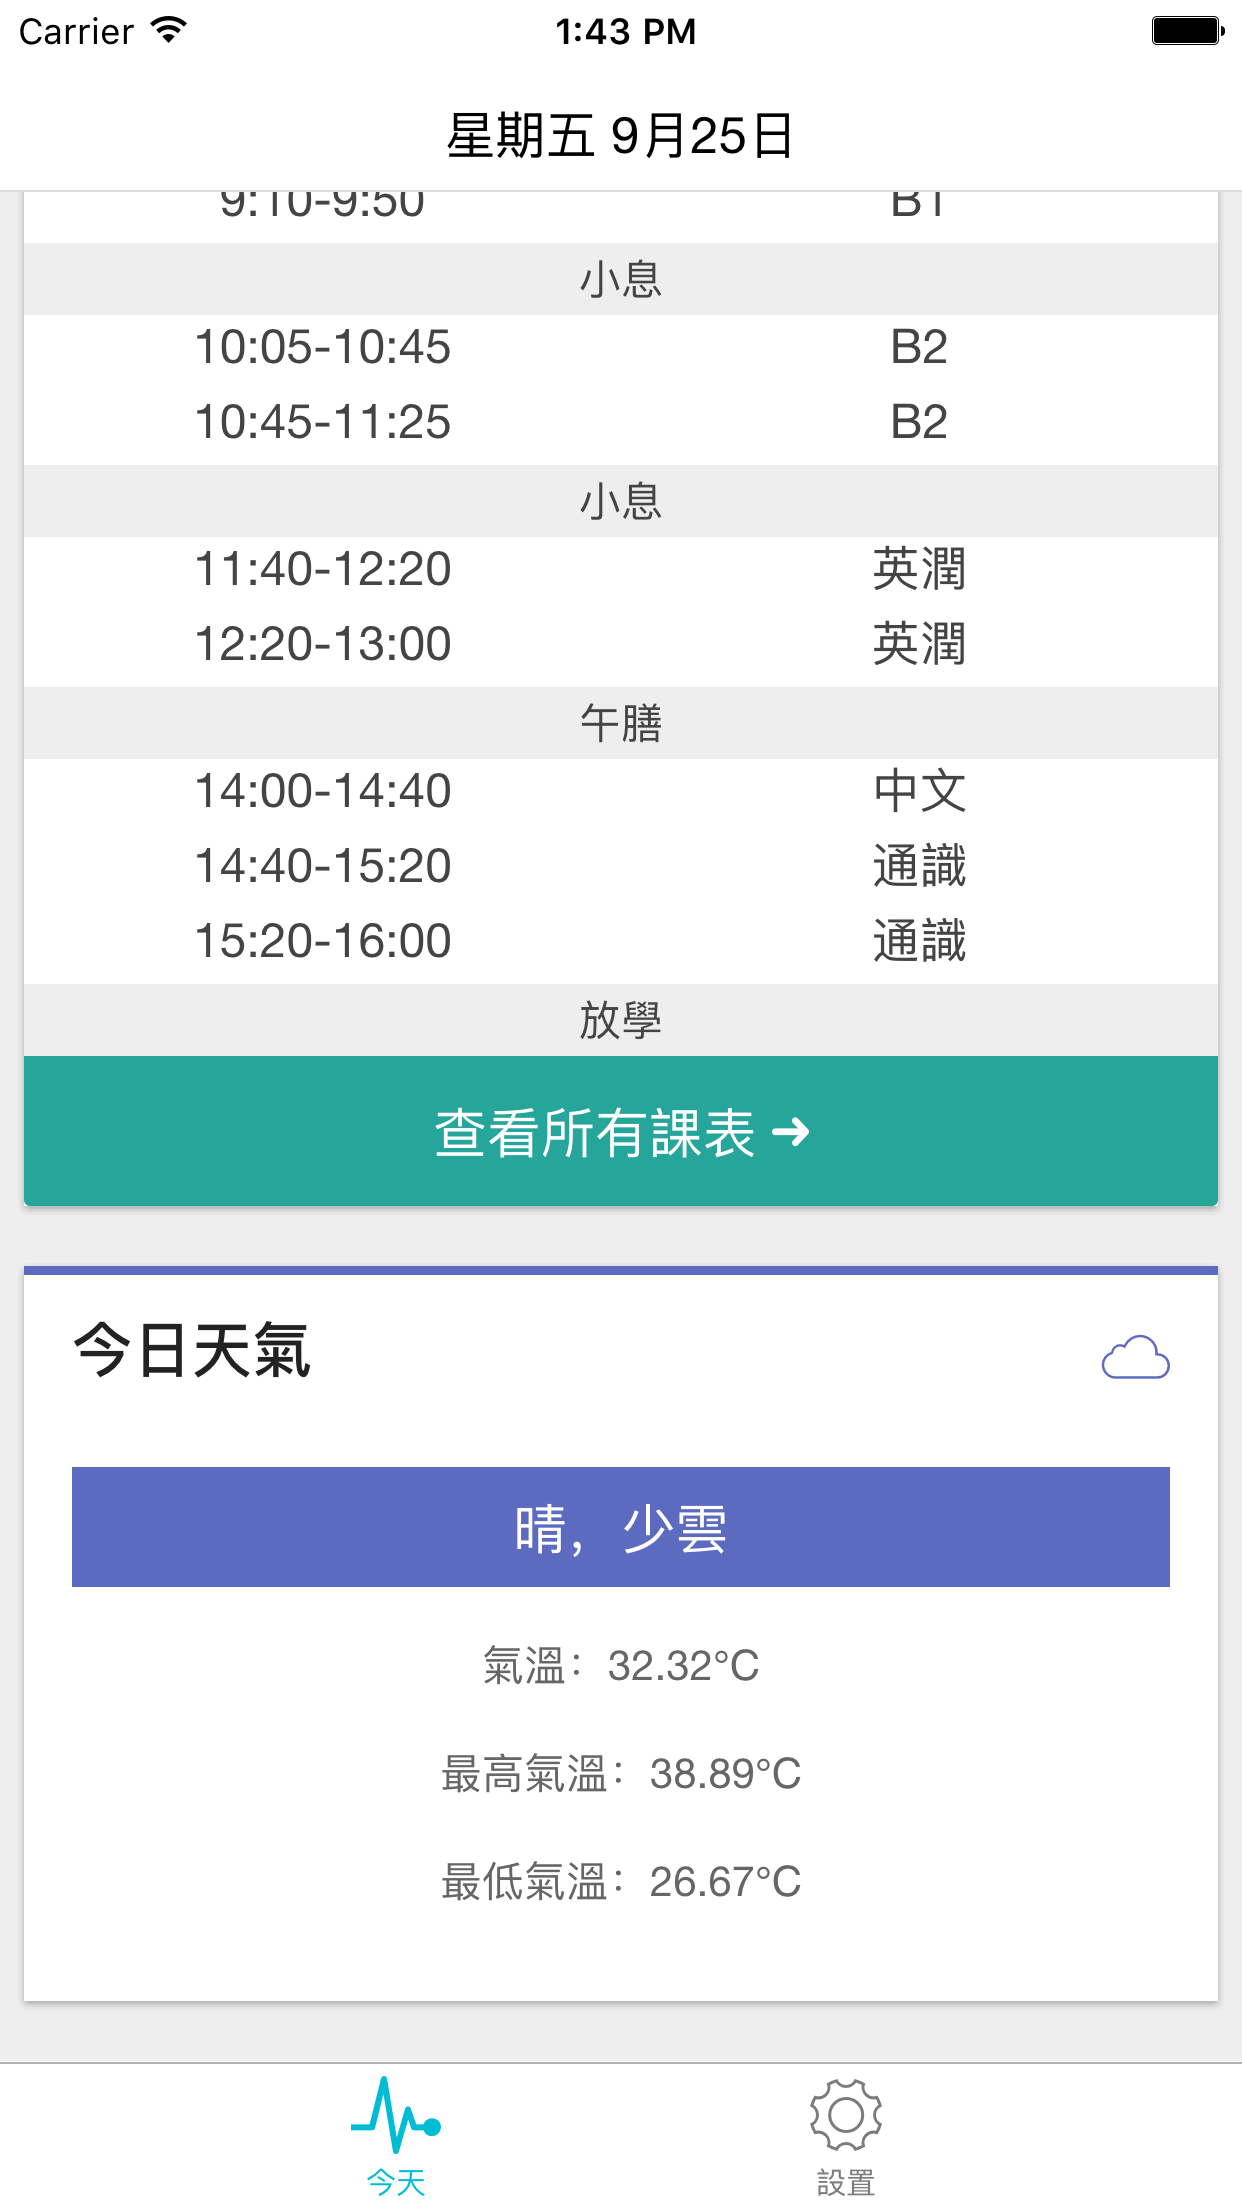 Carrier 1:43 PM
星期五 9月25日
9:10-9:50 B1
小息
10:05-10:45 B2
10:45-11:25 B2
小息
11:40-12:20 英潤
12:20-13:00 英潤
午膳
14:00-14:40 中文
14:40-15:20 通識
15:20-16:00 通識
放學
查看所有課表 →
今日天氣
晴，少雲
氣溫：32.32°C
最高氣溫：38.89°C
最低氣溫：26.67°C
今天 設置